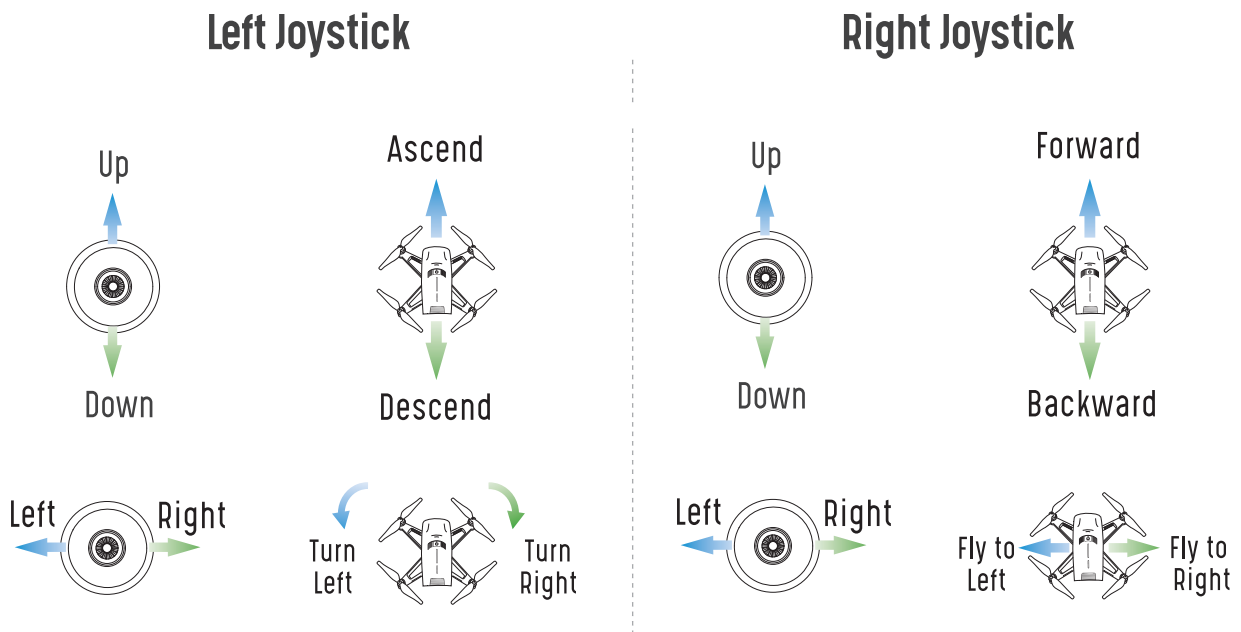 Left Joystick
Right Joystick
Up
Ascend
Down
Descend
Up
Forward
Down
Backward
Left
Right
Turn
Left
Turn
Right
Left
Right
Fly to
Left
Fly to
Right